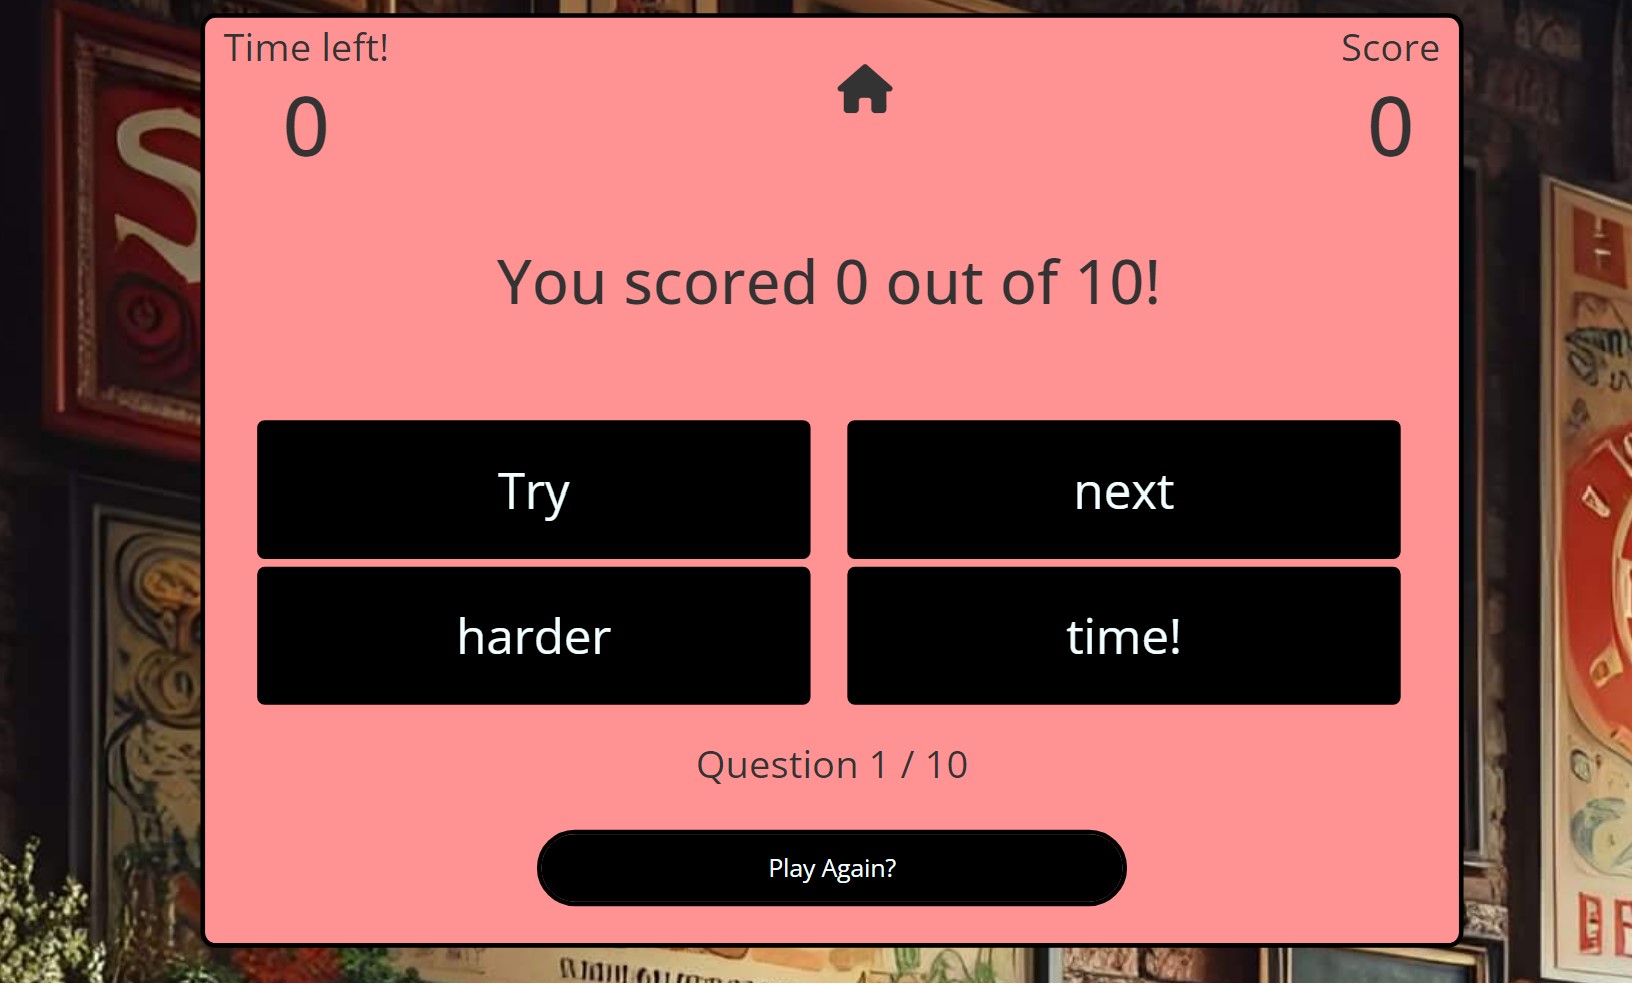 Time left!
Score
0
0
You scored 0 out of 10!
Try
next
harder
time!
Question 1 / 10
Play Again?